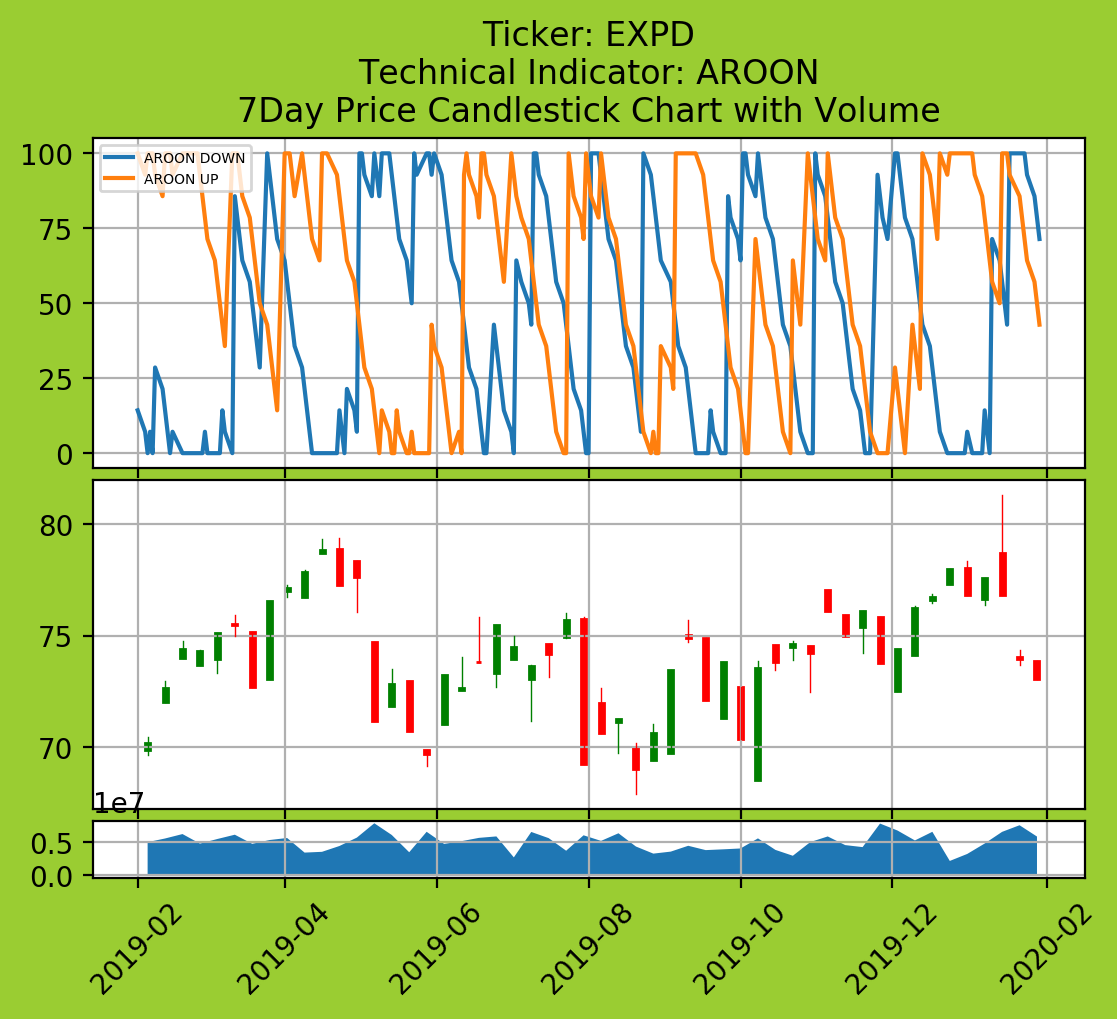 Ticker: EXPD
Technical Indicator: AROON
7Day Price Candlestick Chart with Volume
AROON DOWN
AROON UP
100
75
50
25
0
80
75
70
1e7
0.5
0.0
2019-02
2019-04
2019-06
2019-08
2019-10
2019-12
2020-02